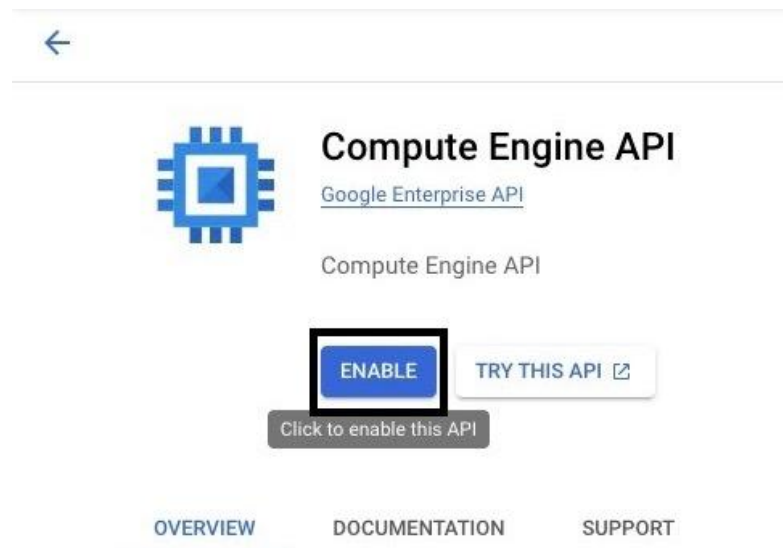 Compute Engine API
Google Enterprise API
Compute Engine API
ENABLE TRY THIS API
Click to enable this API
OVERVIEW DOCUMENTATION SUPPORT